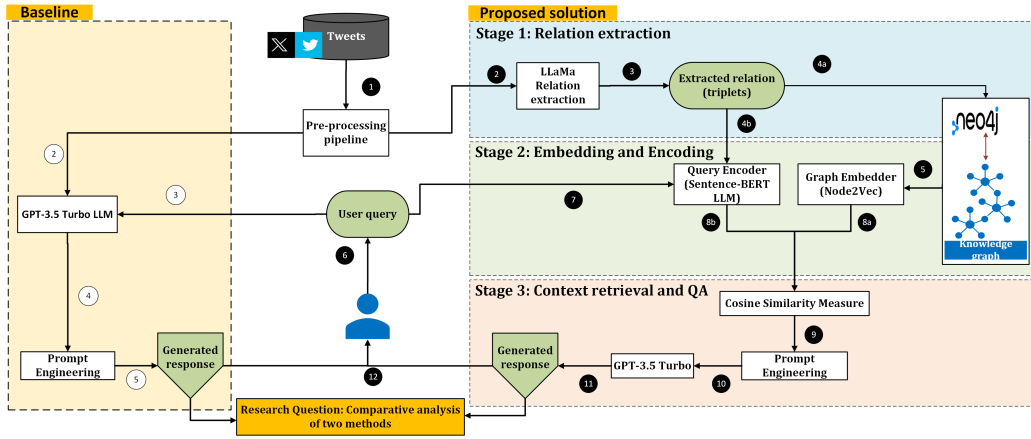 Baseline
Proposed solution
Tweets
Stage 1: Relation extraction
1
2
LLaMa
Relation
extraction
3
Extracted relation
(triplets)
4a
4b
neo4j
Knowledge
graph
Pre-processing
pipeline
2
Stage 2: Embedding and Encoding
Query Encoder
(Sentence-BERT
LLM)
Graph Embedder
(Node2Vec)
5
3
GPT-3.5 Turbo LLM
User query
7
8b
8a
6
4
Stage 3: Context retrieval and QA
Cosine Similarity Measure
9
Prompt
Engineering
5
Generated
response
12
Generated
response
11
GPT-3.5 Turbo
10
Prompt
Engineering
Research Question: Comparative analysis
of two methods